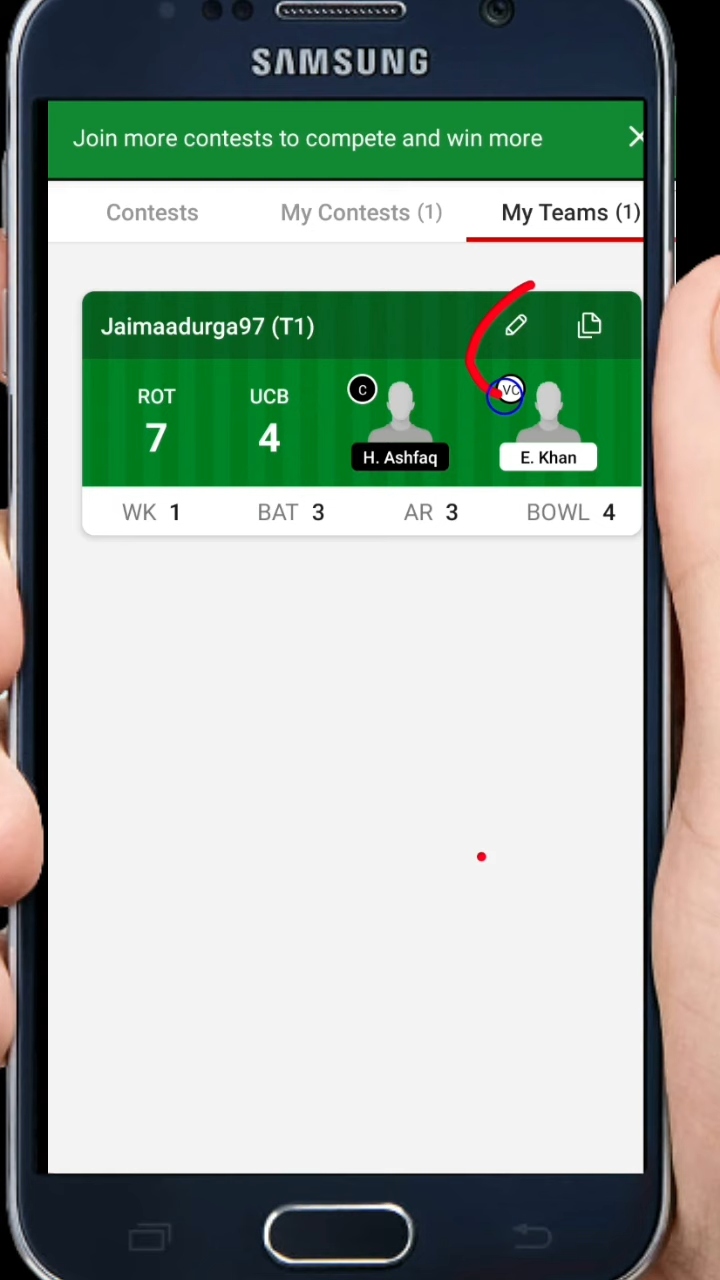 SAMSUNG
Join more contests to compete and win more
Contests My Contests (1) My Teams (1)
Jaimaadurga97 (T1)
ROT UCB C VC
7 4
H. Ashfaq E. Khan
WK 1 BAT 3 AR 3 BOWL 4